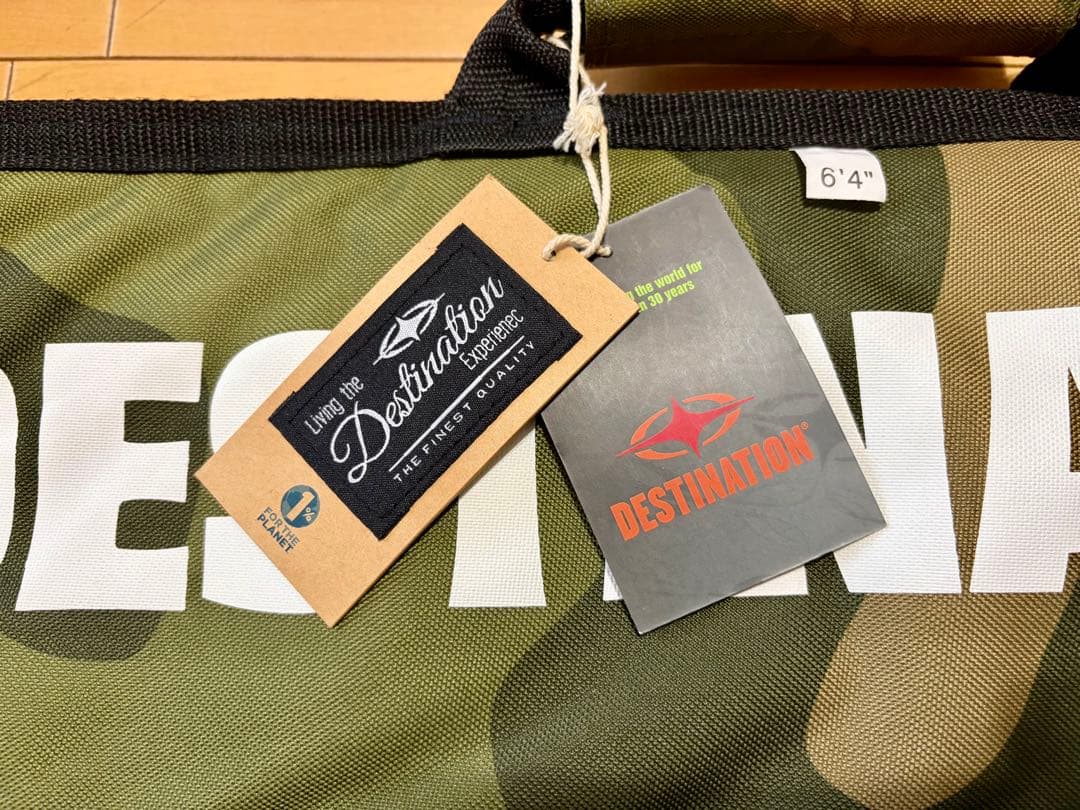 6'4"
the world for
30 years
Living the
Destination
Experienec
THE FINEST QUALITY
1%
FOR THE
PLANET
DESTINATION®
DESTINA